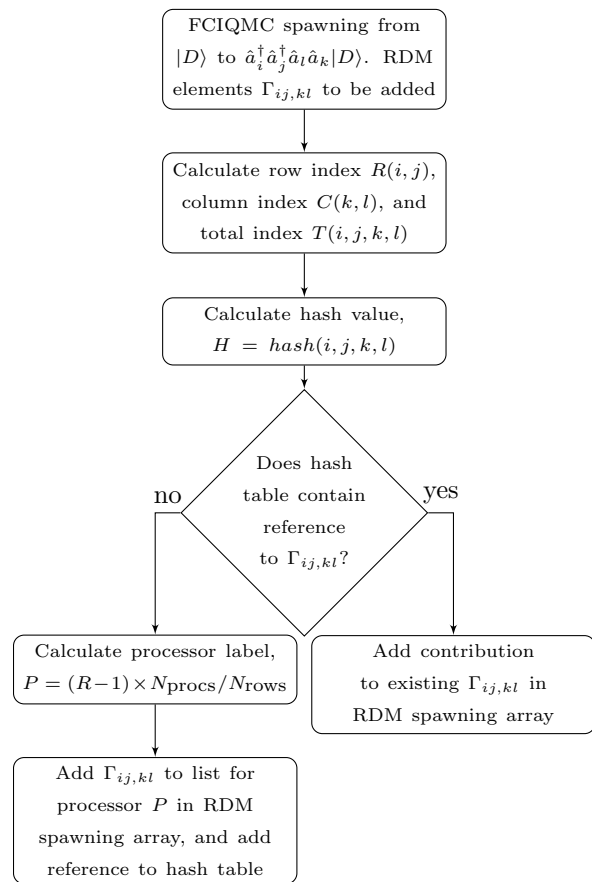 FCIQMC spawning from
|D⟩ to â†ᵢâ†ⱼâₗâₖ|D⟩. RDM
elements Γᵢⱼ,ₖₗ to be added
Calculate row index R(i, j),
column index C(k, l), and
total index T(i, j, k, l)
Calculate hash value,
H = hash(i, j, k, l)
Does hash
table contain
reference
to Γᵢⱼ,ₖₗ?
no
yes
Calculate processor label,
P = (R−1) × Nprocs/Nrows
Add contribution
to existing Γᵢⱼ,ₖₗ in
RDM spawning array
Add Γᵢⱼ,ₖₗ to list for
processor P in RDM
spawning array, and add
reference to hash table